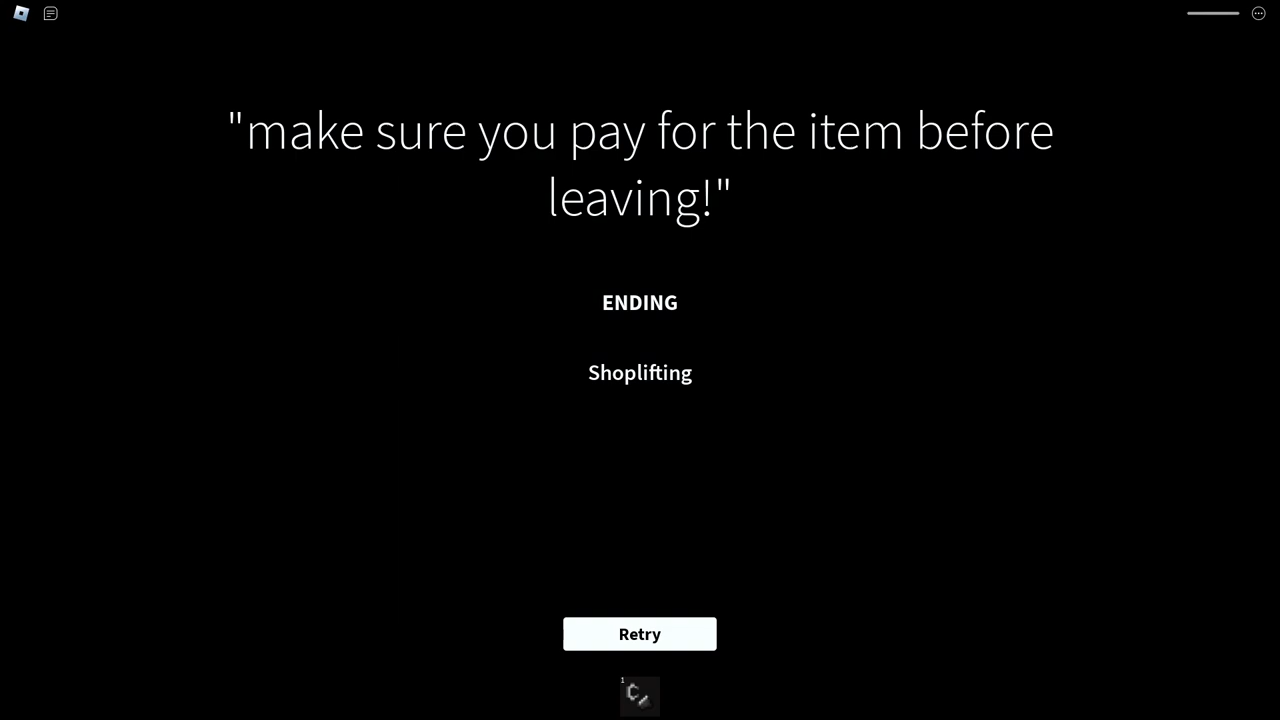 "make sure you pay for the item before
leaving!"
ENDING
Shoplifting
Retry
1